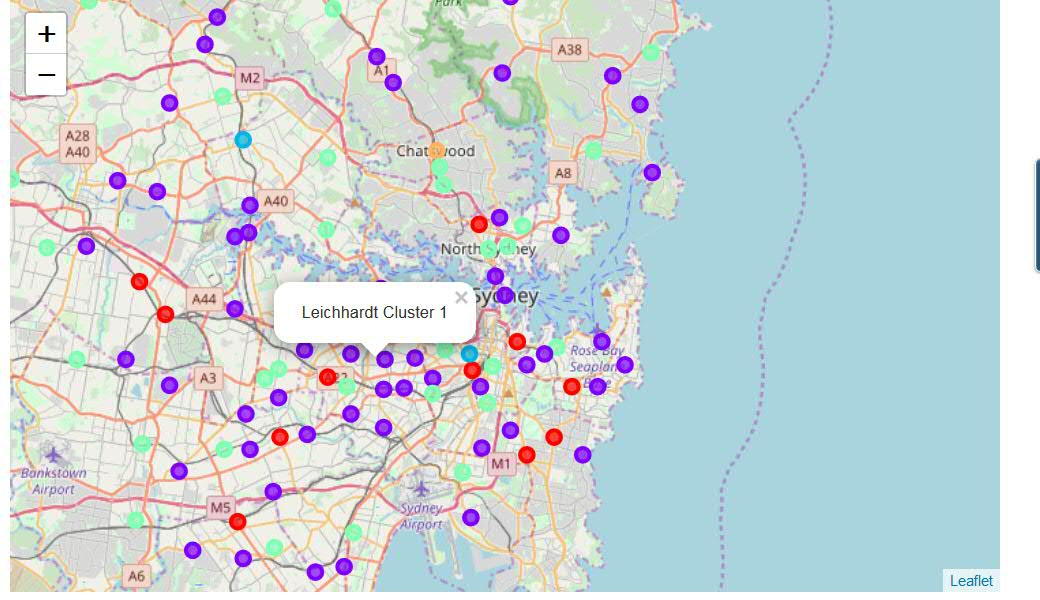 Park
+
−
A38
A1
M2
A28
A40
Chatswood
A8
A40
North Sydney
A44
Leichhardt Cluster 1
×
Sydney
Rose Bay
Seaplane
Base
A3
Bankstown
Airport
M1
M5
Sydney
Airport
A6
Leaflet